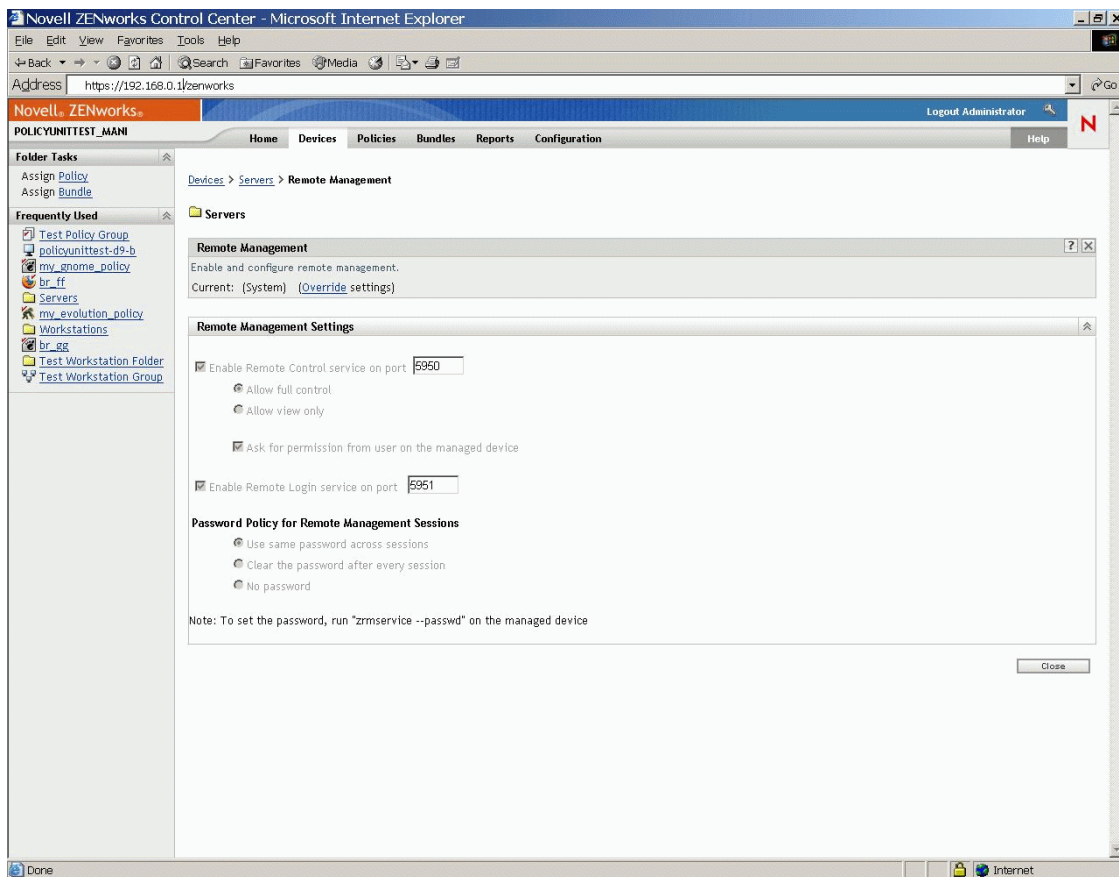 Novell ZENworks Control Center - Microsoft Internet Explorer
File Edit View Favorites Tools Help
Back Search Favorites Media
Address https://192.168.0.1/zenworks Go
Novell® ZENworks® Logout Administrator
POLICYUNITTEST_MANI
Home Devices Policies Bundles Reports Configuration Help
N
Folder Tasks
Assign Policy
Assign Bundle
Frequently Used
Test Policy Group
policyunittest-d9-b
my_gnome_policy
br_ff
Servers
my_evolution_policy
Workstations
br_gg
Test Workstation Folder
Test Workstation Group
Devices > Servers > Remote Management
Servers
Remote Management ?
Enable and configure remote management.
Current: (System) (Override settings)
Remote Management Settings
Enable Remote Control service on port 5950
Allow full control
Allow view only
Ask for permission from user on the managed device
Enable Remote Login service on port 5951
Password Policy for Remote Management Sessions
Use same password across sessions
Clear the password after every session
No password
Note: To set the password, run "zrmservice --passwd" on the managed device
Close
Done Internet